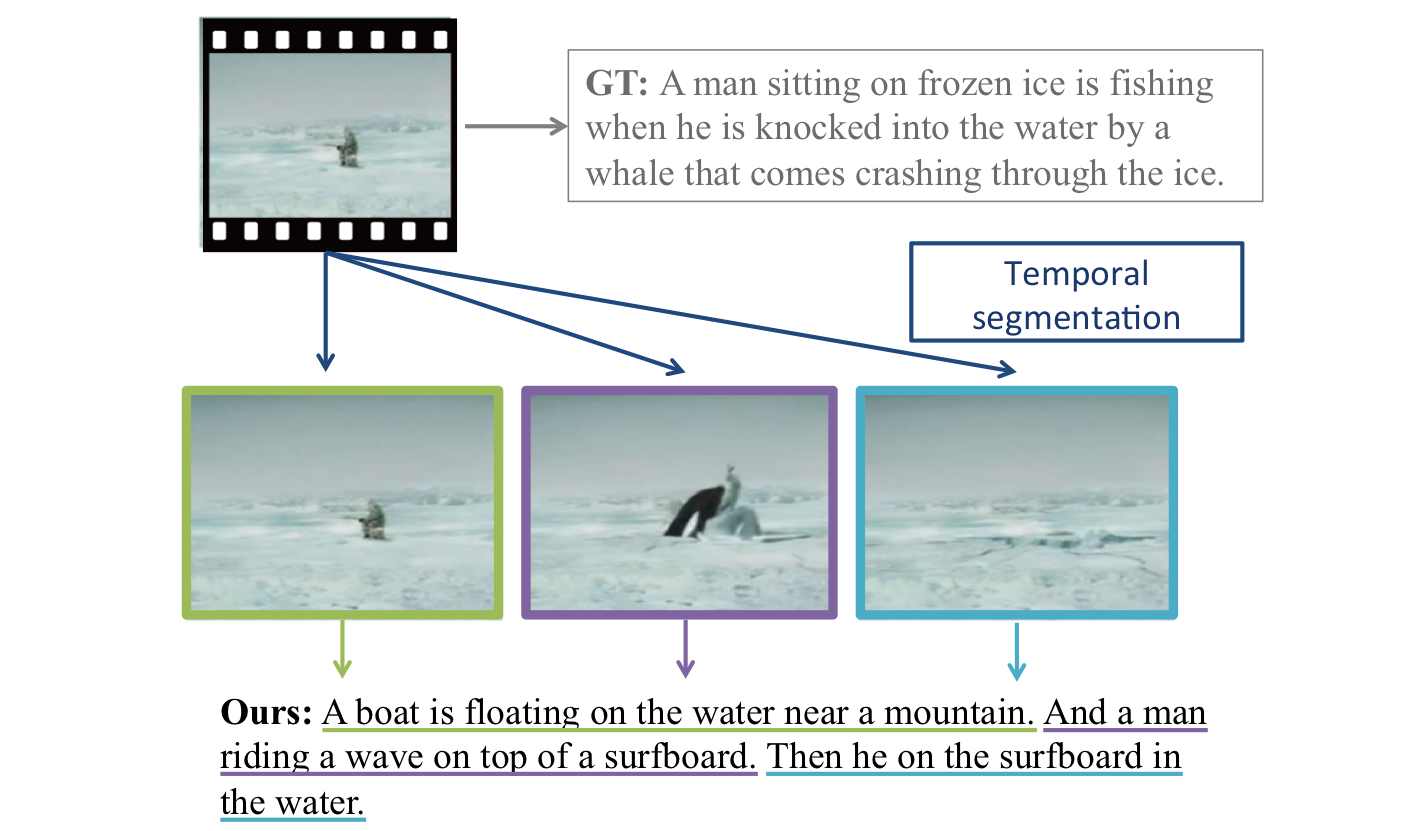 GT: A man sitting on frozen ice is fishing
when he is knocked into the water by a
whale that comes crashing through the ice.
Temporal
segmentation
Ours: A boat is floating on the water near a mountain. And a man
riding a wave on top of a surfboard. Then he on the surfboard in
the water.